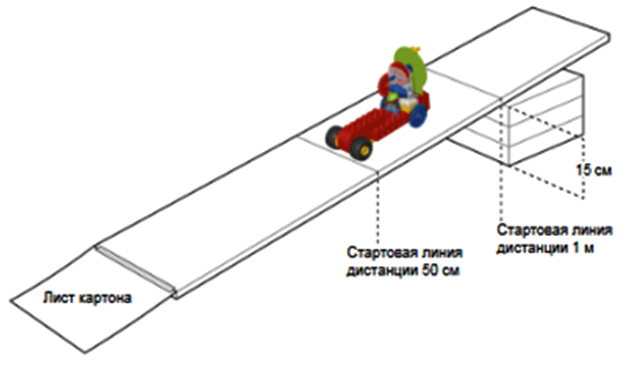 15 см
Стартовая линия
дистанции 1 м
Стартовая линия
дистанции 50 см
Лист картона